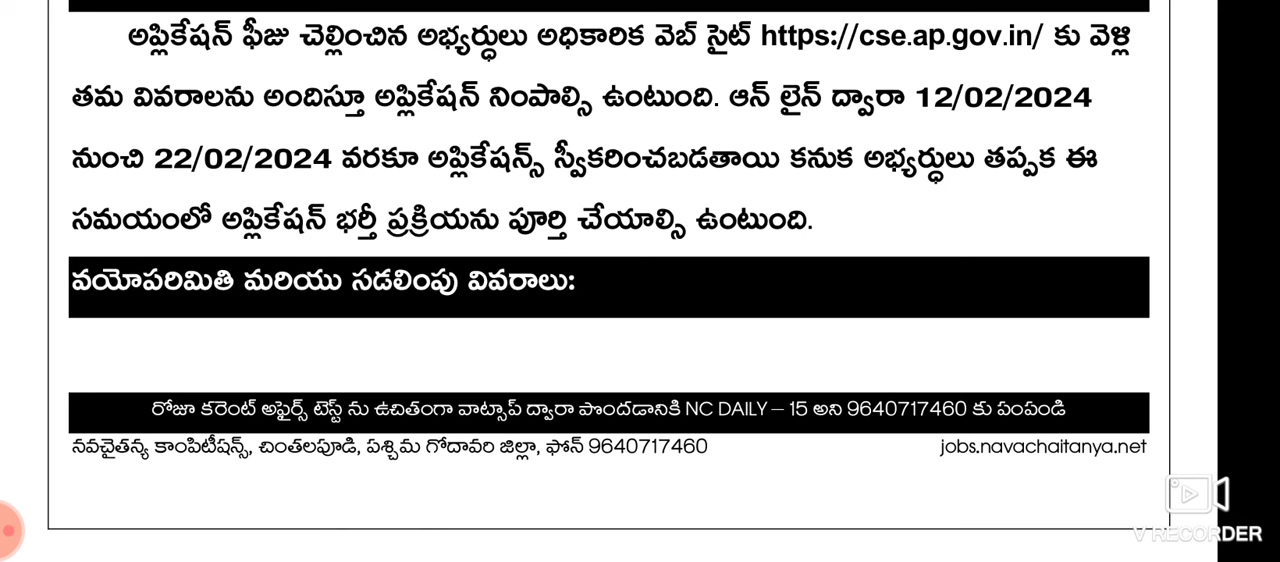 అప్లికేషన్ ఫీజు చెల్లించిన అభ్యర్ధులు అధికారిక వెబ్ సైట్ https://cse.ap.gov.in/ కు వెళ్లి
తమ వివరాలను అందిస్తూ అప్లికేషన్ నింపాల్సి ఉంటుంది. ఆన్ లైన్ ద్వారా 12/02/2024
నుంచి 22/02/2024 వరకూ అప్లికేషన్స్ స్వీకరించబడతాయి కనుక అభ్యర్ధులు తప్పక ఈ
సమయంలో అప్లికేషన్ భర్తీ ప్రక్రియను పూర్తి చేయాల్సి ఉంటుంది.
వయోపరిమితి మరియు సడలింపు వివరాలు:
రోజూ కరెంట్ అఫైర్స్ టెస్ట్ ను ఉచితంగా వాట్సాప్ ద్వారా పొందడానికి NC DAILY – 15 అని 9640717460 కు పంపండి
నవచైతన్య కాంపిటీషన్స్, చింతలపూడి, పశ్చిమ గోదావరి జిల్లా, ఫోన్ 9640717460 jobs.navachaitanya.net
V RECORDER